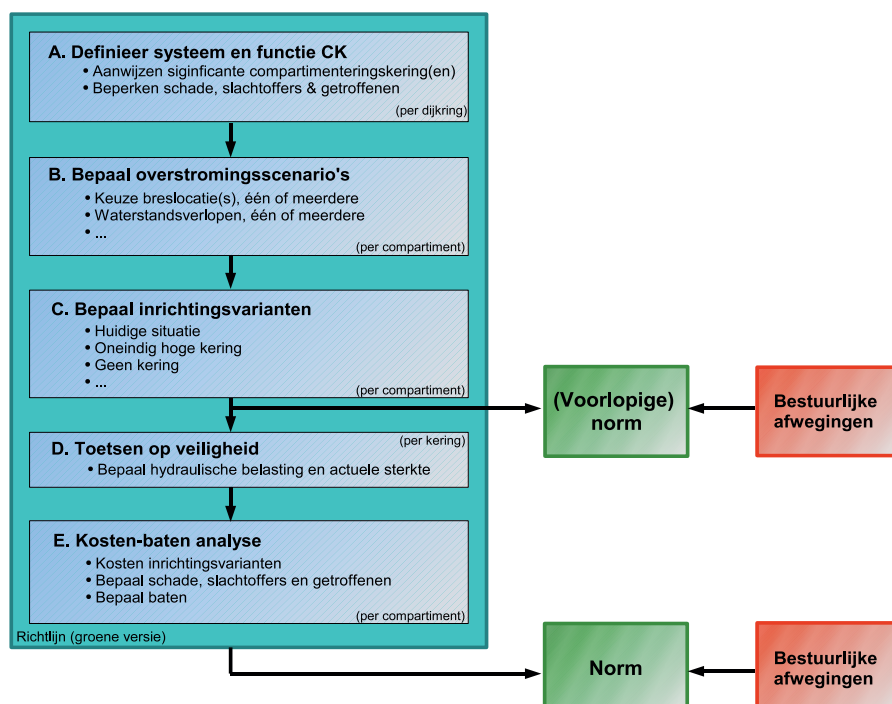 A. Definieer systeem en functie CK
• Aanwijzen siginficante compartimenteringskering(en)
• Beperken schade, slachtoffers & getroffenen
(per dijkring)
B. Bepaal overstromingsscenario's
• Keuze breslocatie(s), één of meerdere
• Waterstandsverlopen, één of meerdere
• ...
(per compartiment)
C. Bepaal inrichtingsvarianten
• Huidige situatie
• Oneindig hoge kering
• Geen kering
• ...
(per compartiment)
(Voorlopige)
norm
Bestuurlijke
afwegingen
(per kering)
D. Toetsen op veiligheid
• Bepaal hydraulische belasting en actuele sterkte
E. Kosten-baten analyse
• Kosten inrichtingsvarianten
• Bepaal schade, slachtoffers en getroffenen
• Bepaal baten
(per compartiment)
Richtlijn (groene versie)
Norm
Bestuurlijke
afwegingen